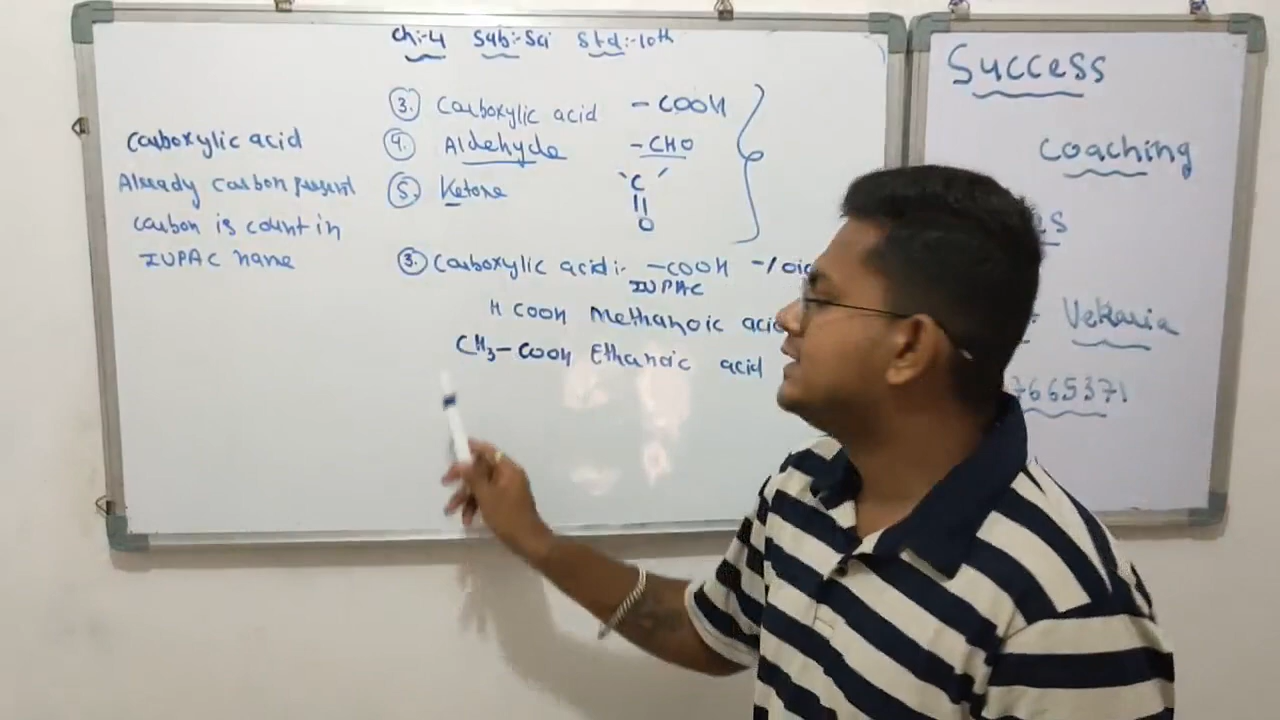 Ch:-4 Sub:-Sci Std:-10th
3. Carboxylic acid -COOH
4. Aldehyde -CHO
5. Ketone
C
O
Carboxylic acid
Already carbon present
carbon is count in
IUPAC name
3. Carboxylic acid:- -COOH
IUPAC
H COOH Methanoic acid
CH3-COOH Ethanoic acid
Success
coaching
Vekaria
7665371